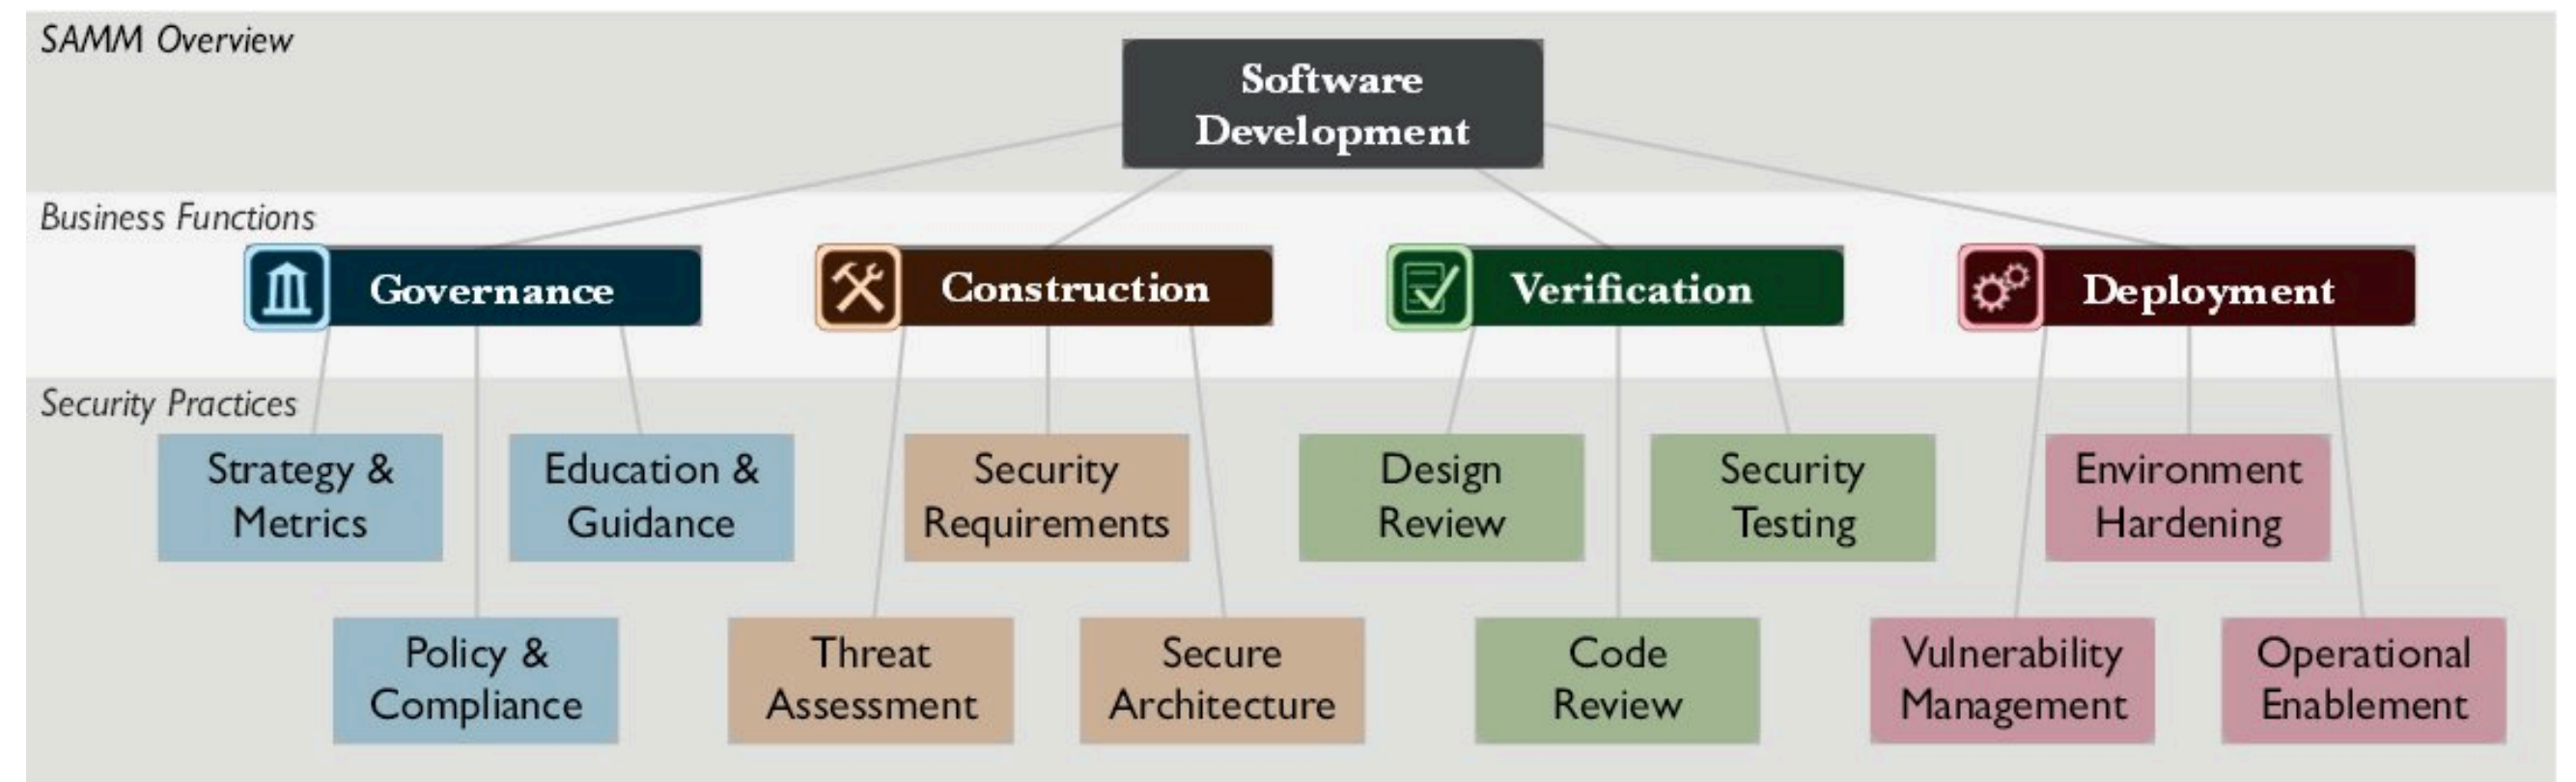 SAMM Overview
Software
Development
Business Functions
Governance
Construction
Verification
Deployment
Security Practices
Strategy &
Metrics
Education &
Guidance
Security
Requirements
Design
Review
Security
Testing
Environment
Hardening
Policy &
Compliance
Threat
Assessment
Secure
Architecture
Code
Review
Vulnerability
Management
Operational
Enablement